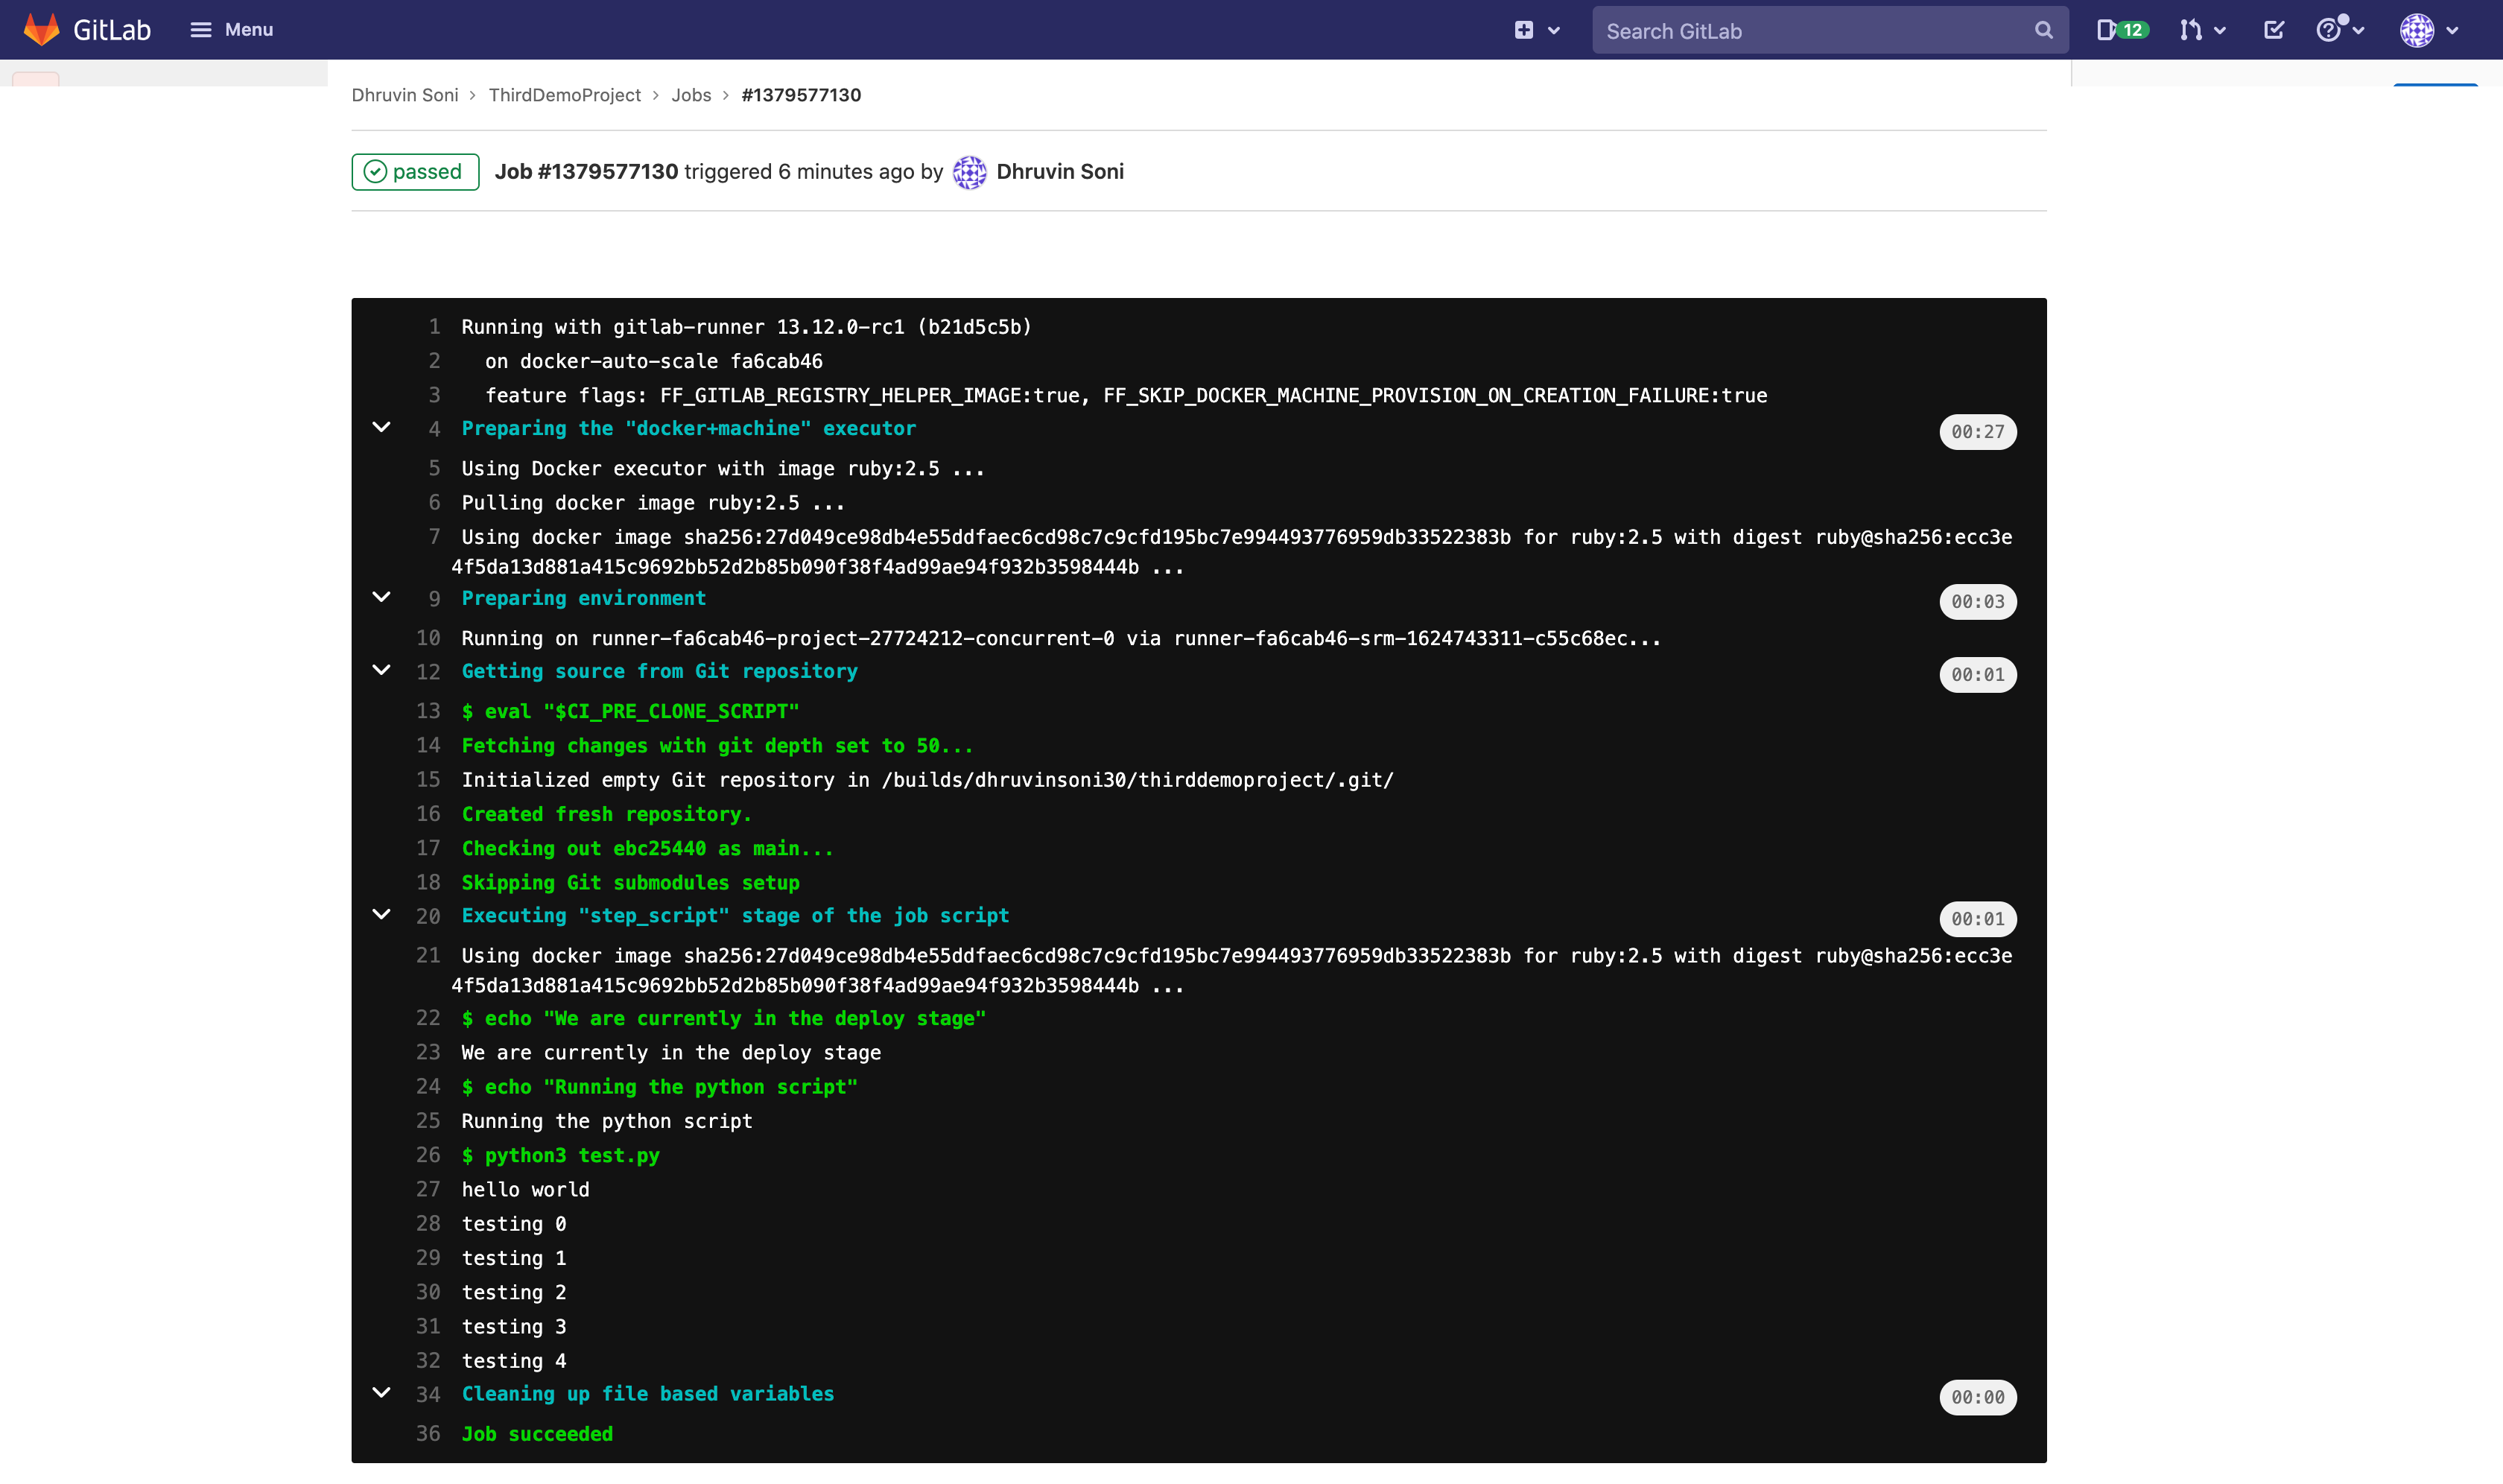 GitLab Menu Search GitLab 12
Dhruvin Soni > ThirdDemoProject > Jobs > #1379577130
passed Job #1379577130 triggered 6 minutes ago by Dhruvin Soni
1 Running with gitlab-runner 13.12.0-rc1 (b21d5c5b)
2 on docker-auto-scale fa6cab46
3 feature flags: FF_GITLAB_REGISTRY_HELPER_IMAGE:true, FF_SKIP_DOCKER_MACHINE_PROVISION_ON_CREATION_FAILURE:true
4 Preparing the "docker+machine" executor 00:27
5 Using Docker executor with image ruby:2.5 ...
6 Pulling docker image ruby:2.5 ...
7 Using docker image sha256:27d049ce98db4e55ddfaec6cd98c7c9cfd195bc7e994493776959db33522383b for ruby:2.5 with digest ruby@sha256:ecc3e
4f5da13d881a415c9692bb52d2b85b090f38f4ad99ae94f932b3598444b ...
9 Preparing environment 00:03
10 Running on runner-fa6cab46-project-27724212-concurrent-0 via runner-fa6cab46-srm-1624743311-c55c68ec...
12 Getting source from Git repository 00:01
13 $ eval "$CI_PRE_CLONE_SCRIPT"
14 Fetching changes with git depth set to 50...
15 Initialized empty Git repository in /builds/dhruvinsoni30/thirddemoproject/.git/
16 Created fresh repository.
17 Checking out ebc25440 as main...
18 Skipping Git submodules setup
20 Executing "step_script" stage of the job script 00:01
21 Using docker image sha256:27d049ce98db4e55ddfaec6cd98c7c9cfd195bc7e994493776959db33522383b for ruby:2.5 with digest ruby@sha256:ecc3e
4f5da13d881a415c9692bb52d2b85b090f38f4ad99ae94f932b3598444b ...
22 $ echo "We are currently in the deploy stage"
23 We are currently in the deploy stage
24 $ echo "Running the python script"
25 Running the python script
26 $ python3 test.py
27 hello world
28 testing 0
29 testing 1
30 testing 2
31 testing 3
32 testing 4
34 Cleaning up file based variables 00:00
36 Job succeeded